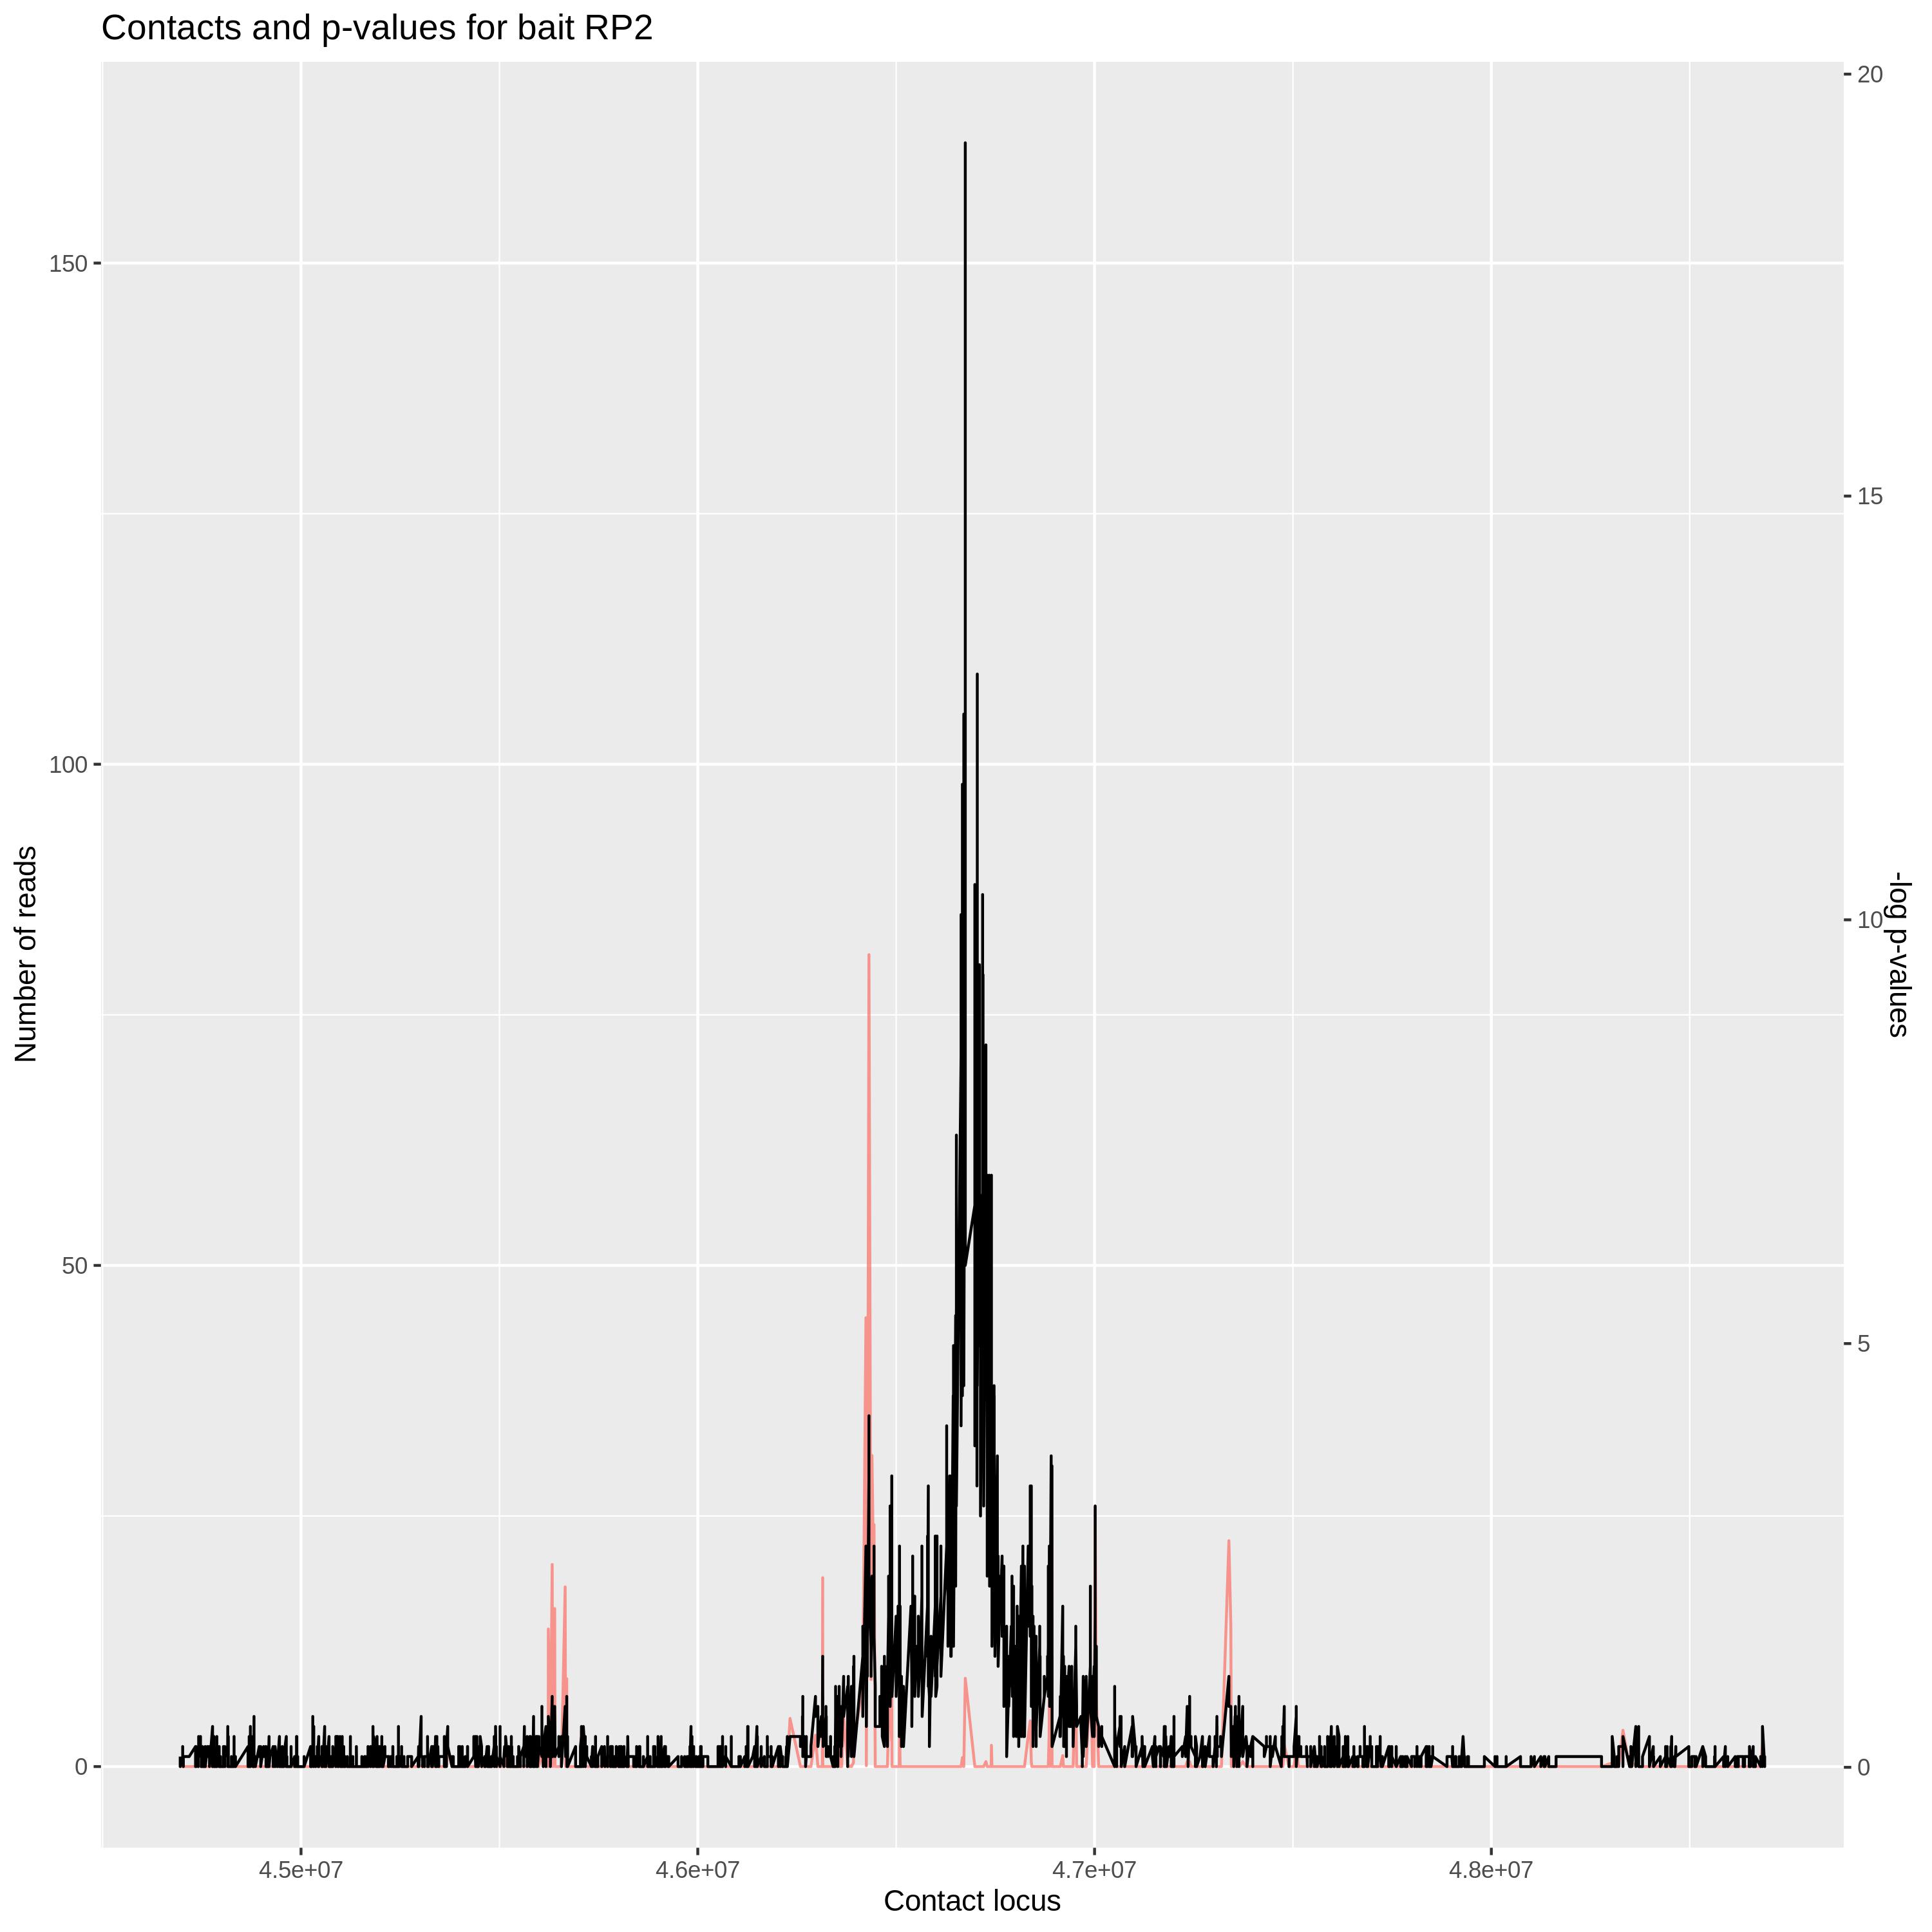 Contacts and p-values for bait RP2
20
150
15
100
10
50
5
0
0
Number of reads
-log p-values
4.5e+07
4.6e+07
4.7e+07
4.8e+07
Contact locus